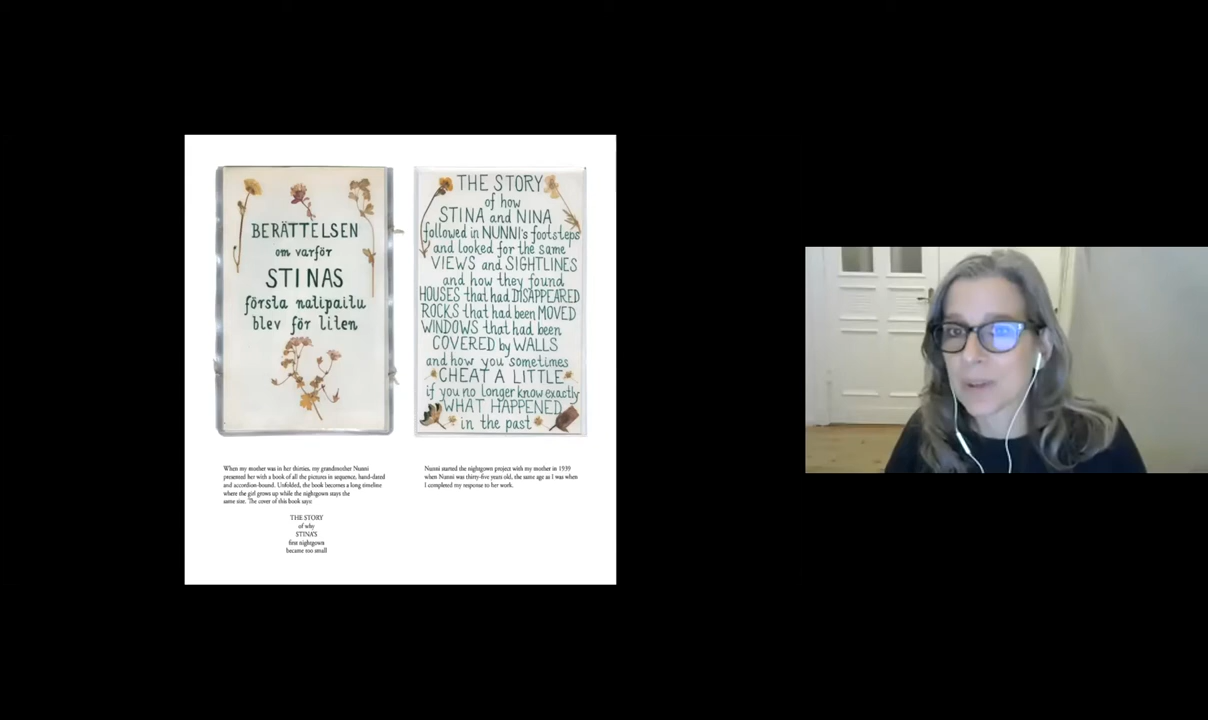 BERÄTTELSEN
om varför
STINAS
första natipaitu
blev för liten
THE STORY
of how
STINA and NINA
followed in NUNNI's footsteps
and looked for the same
VIEWS and SIGHTLINES
and how they found
HOUSES that had DISAPPEARED
ROCKS that had been MOVED
WINDOWS that had been
COVERED by WALLS
and how you sometimes
CHEAT A LITTLE
if you no longer know exactly
WHAT HAPPENED
in the past
When my mother was in her thirties, my grandmother Nunni
presented her with a book of all the pictures in sequence, hand-dated
and accordion-bound. Unfolded, the book becomes a long timeline
where the girl grows up while the nightgown stays the
same size. The cover of this book says:
THE STORY
of why
STINA'S
first nightgown
became too small
Nunni started the nightgown project with my mother in 1939
when Nunni was thirty-five years old, the same age as I was when
I completed my response to her work.